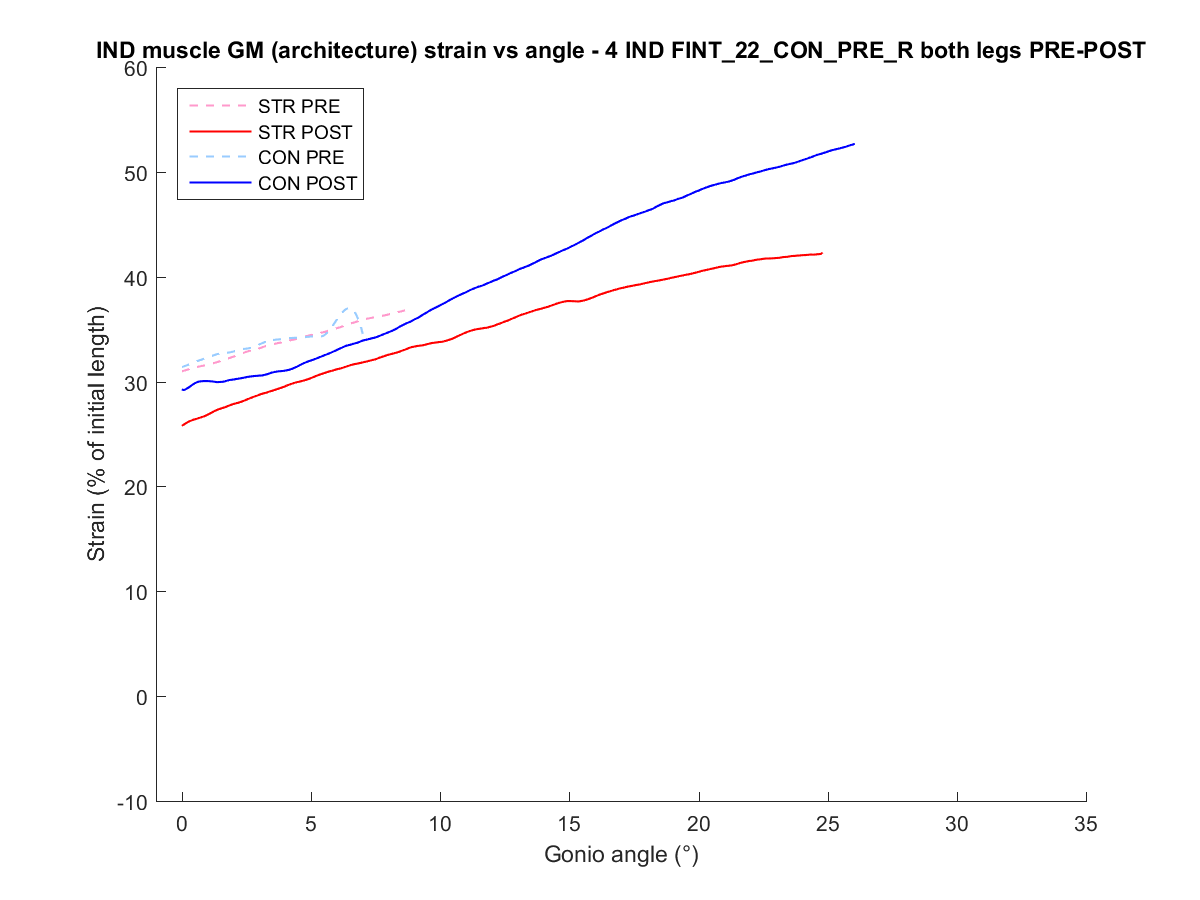 IND muscle GM (architecture) strain vs angle - 4 IND FINT_22_CON_PRE_R both legs PRE-POST
60
50
40
30
20
10
0
-10
Strain (% of initial length)
STR PRE
STR POST
CON PRE
CON POST
0 5 10 15 20 25 30 35
Gonio angle (°)